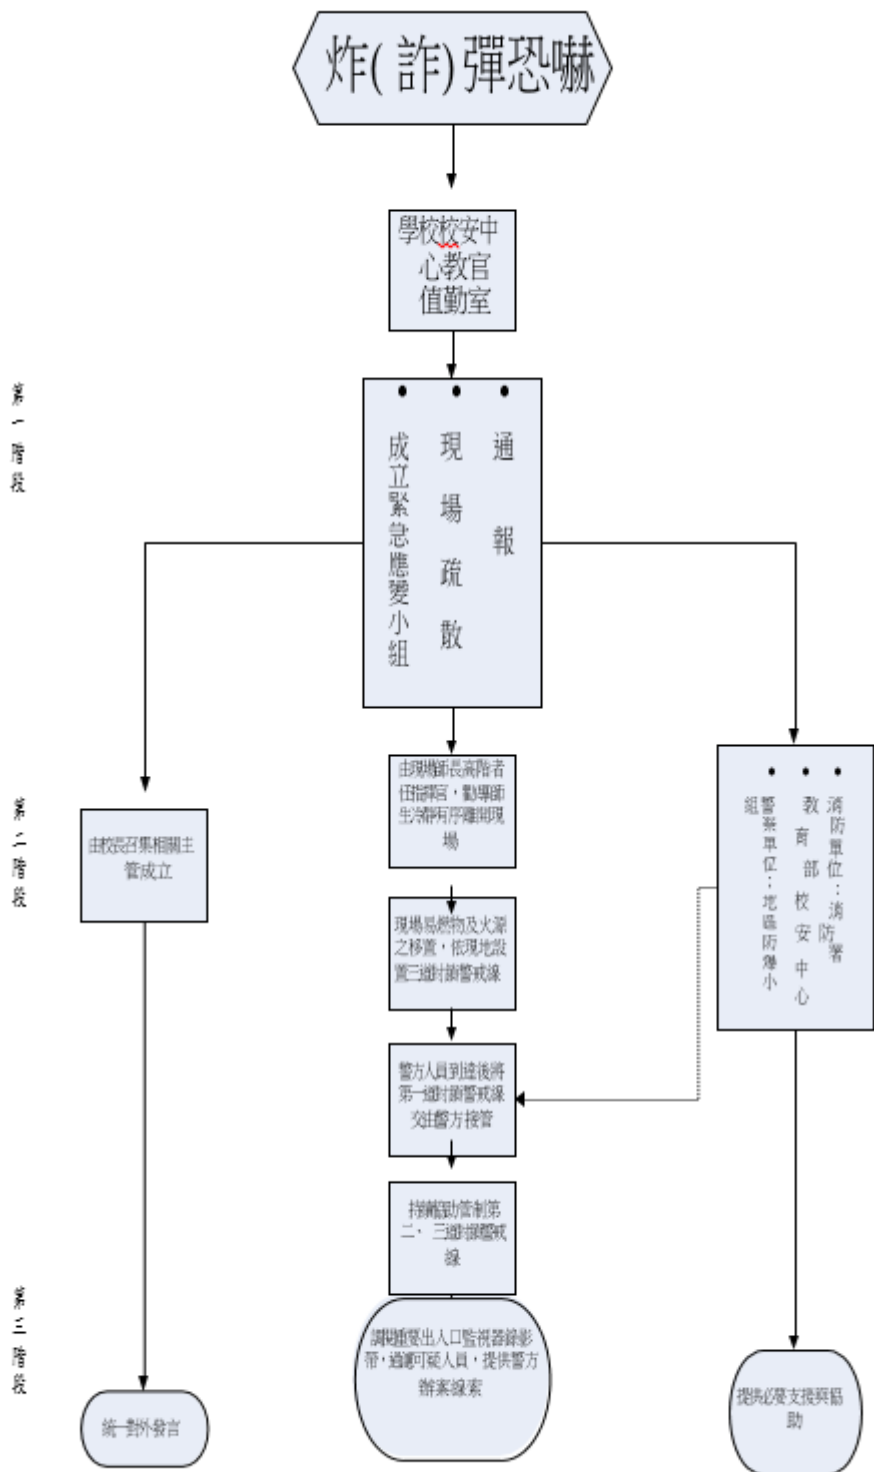 炸(詐)彈恐嚇
學校校安中
心教官
值勤室
第一階段
通報
現場疏散
成立緊急應變小組
第二階段
由校長召集相關主
管成立
由現場師長高階者
任指揮官，勸導師
生冷靜有序離開現
場
消防單位：消防署
教育部校安中心
警察單位：地區防爆小
組
現場易燃物及火源
之移置，依現地設
置三道封鎖警戒線
警方人員到達後將
第一道封鎖警戒線
交由警方接管
持續協助管制第
二、三道封鎖警戒
線
第三階段
調閱重要出入口監視器錄影
帶，過濾可疑人員，提供警方
辦案線索
統一對外發言
提供必要支援與協
助